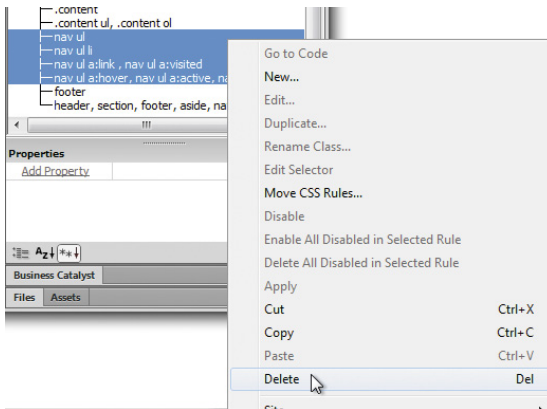 .content
.content ul, .content ol
nav ul
nav ul li
nav ul a:link , nav ul a:visited
nav ul a:hover, nav ul a:active, na
footer
header, section, footer, aside, na
Properties
Add Property
Business Catalyst
Files Assets
Go to Code
New...
Edit...
Duplicate...
Rename Class...
Edit Selector
Move CSS Rules...
Disable
Enable All Disabled in Selected Rule
Delete All Disabled in Selected Rule
Apply
Cut Ctrl+X
Copy Ctrl+C
Paste Ctrl+V
Delete Del